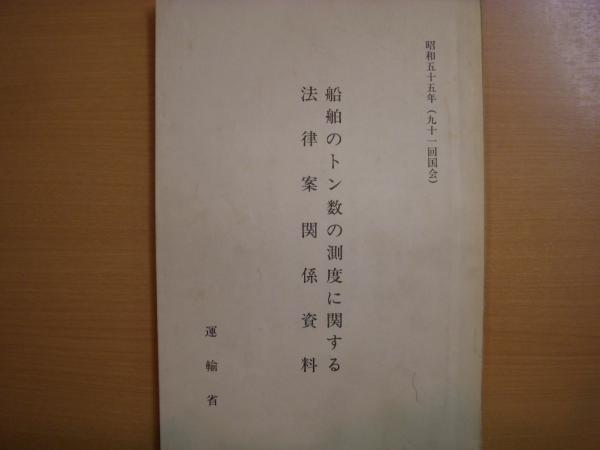 昭和五十五年(九十一回国会)
船舶のトン数の測度に関する
法律案関係資料
運輸省